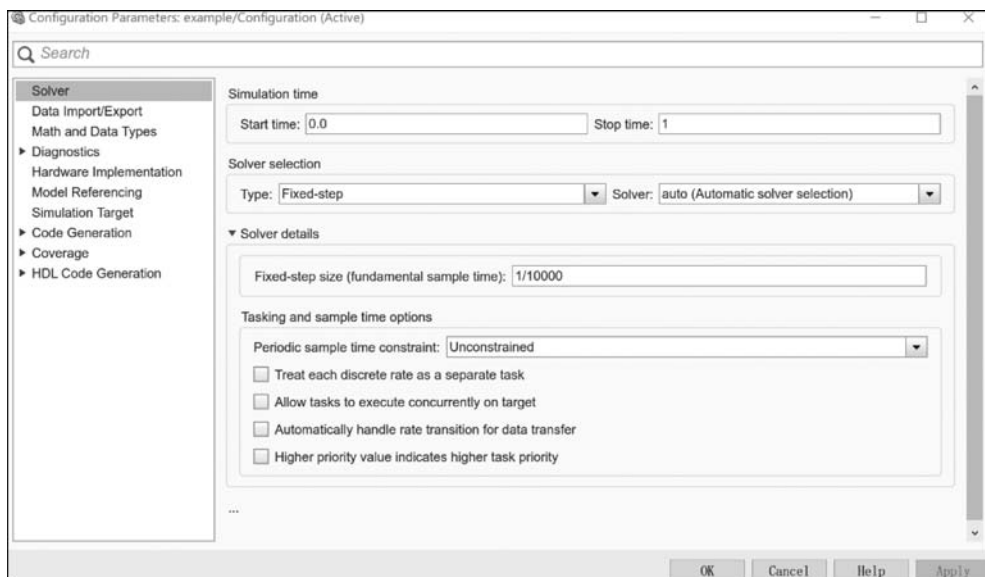 Configuration Parameters: example/Configuration (Active)
Search
Solver
Data Import/Export
Math and Data Types
Diagnostics
Hardware Implementation
Model Referencing
Simulation Target
Code Generation
Coverage
HDL Code Generation
Simulation time
Start time: 0.0 Stop time: 1
Solver selection
Type: Fixed-step Solver: auto (Automatic solver selection)
Solver details
Fixed-step size (fundamental sample time): 1/10000
Tasking and sample time options
Periodic sample time constraint: Unconstrained
Treat each discrete rate as a separate task
Allow tasks to execute concurrently on target
Automatically handle rate transition for data transfer
Higher priority value indicates higher task priority
...
OK Cancel Help Apply